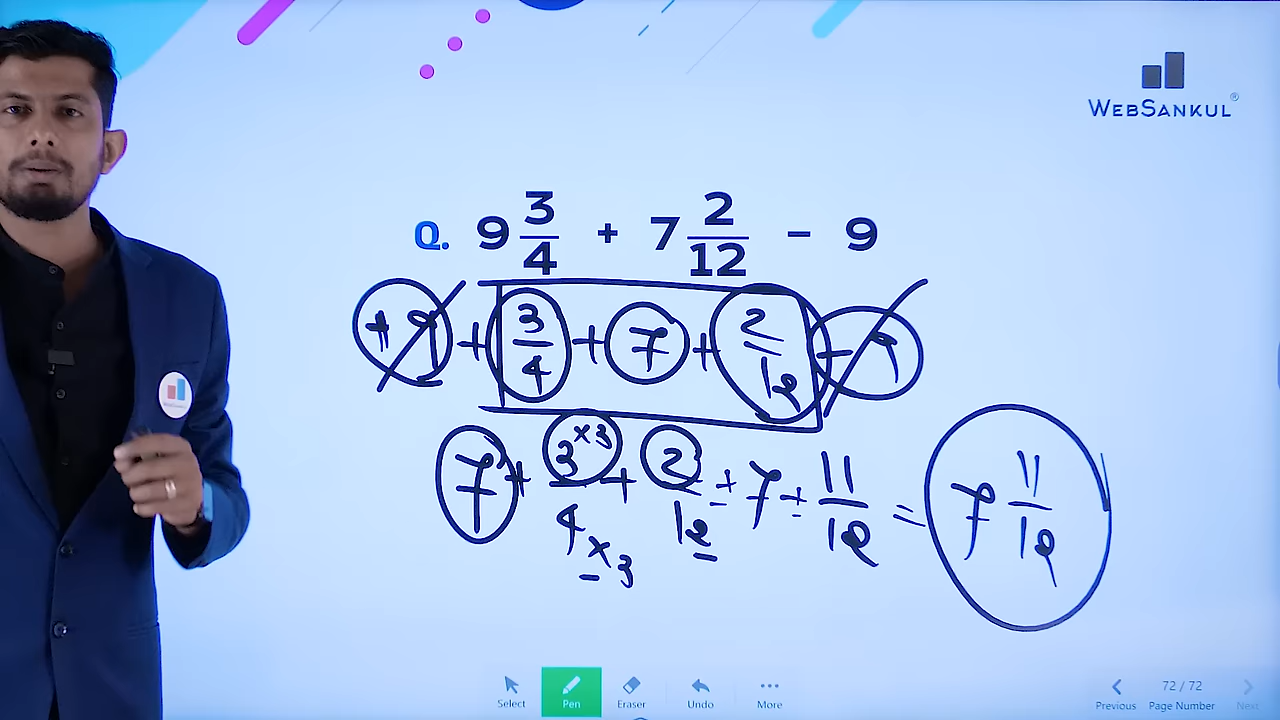 WEBSANKUL®
Q. 9 3/4 + 7 2/12 - 9
+9 + 3/4 + 7 + 2/12 - 9
7 + 3×3/4×3 + 2/12 = 7 + 11/12 = 7 11/12
Select Pen Eraser Undo More
72 / 72
Previous Page Number Next